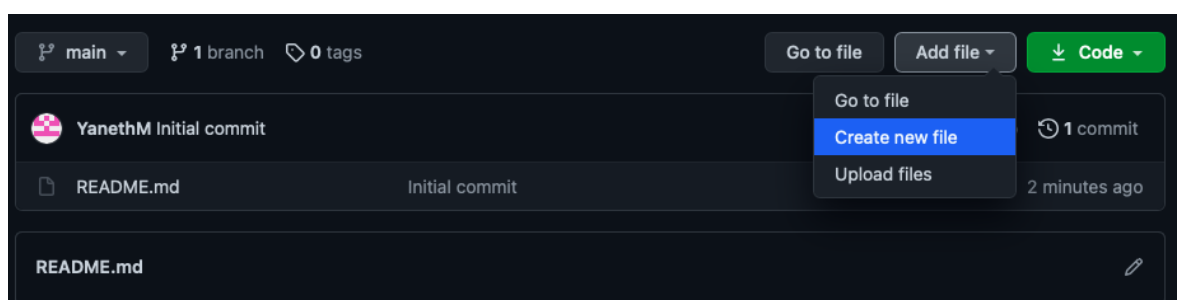 main 1 branch 0 tags Go to file Add file Code
Go to file
YanethM Initial commit 1 commit
Create new file
Upload files
README.md Initial commit 2 minutes ago
README.md